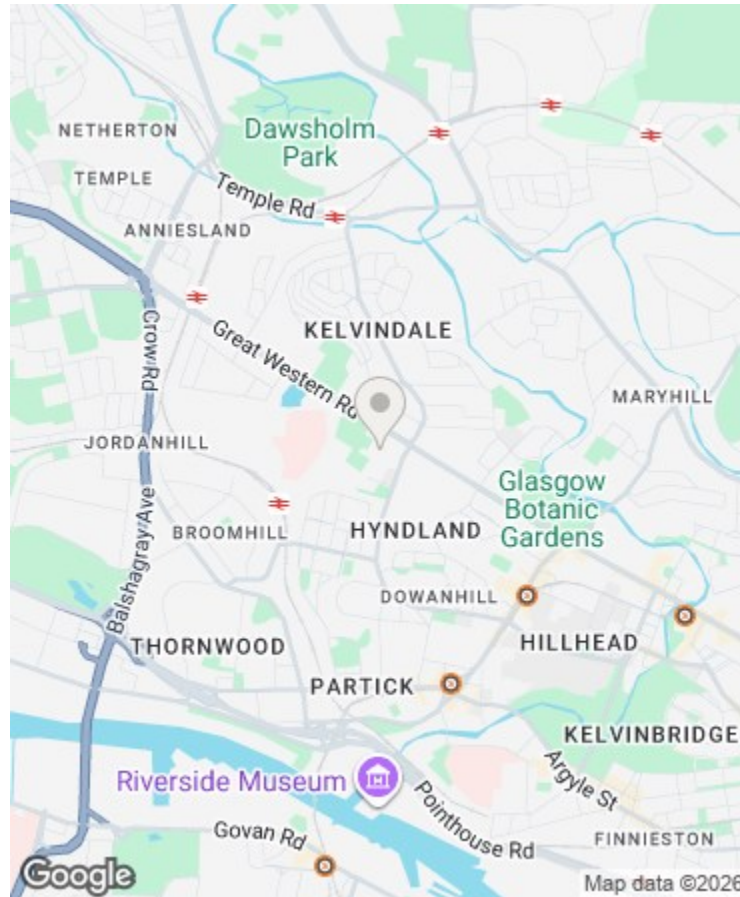 NETHERTON
Dawsholm
Park
TEMPLE
Temple Rd
ANNIESLAND
Crow Rd
Great Western Rd
KELVINDALE
MARYHILL
JORDANHILL
Glasgow
Botanic
Gardens
BROOMHILL
HYNDLAND
Balshagray Ave
DOWANHILL
THORNWOOD
HILLHEAD
PARTICK
KELVINBRIDGE
Argyle St
Riverside Museum
Pointhouse Rd
Govan Rd
FINNIESTON
Google
Map data ©2026